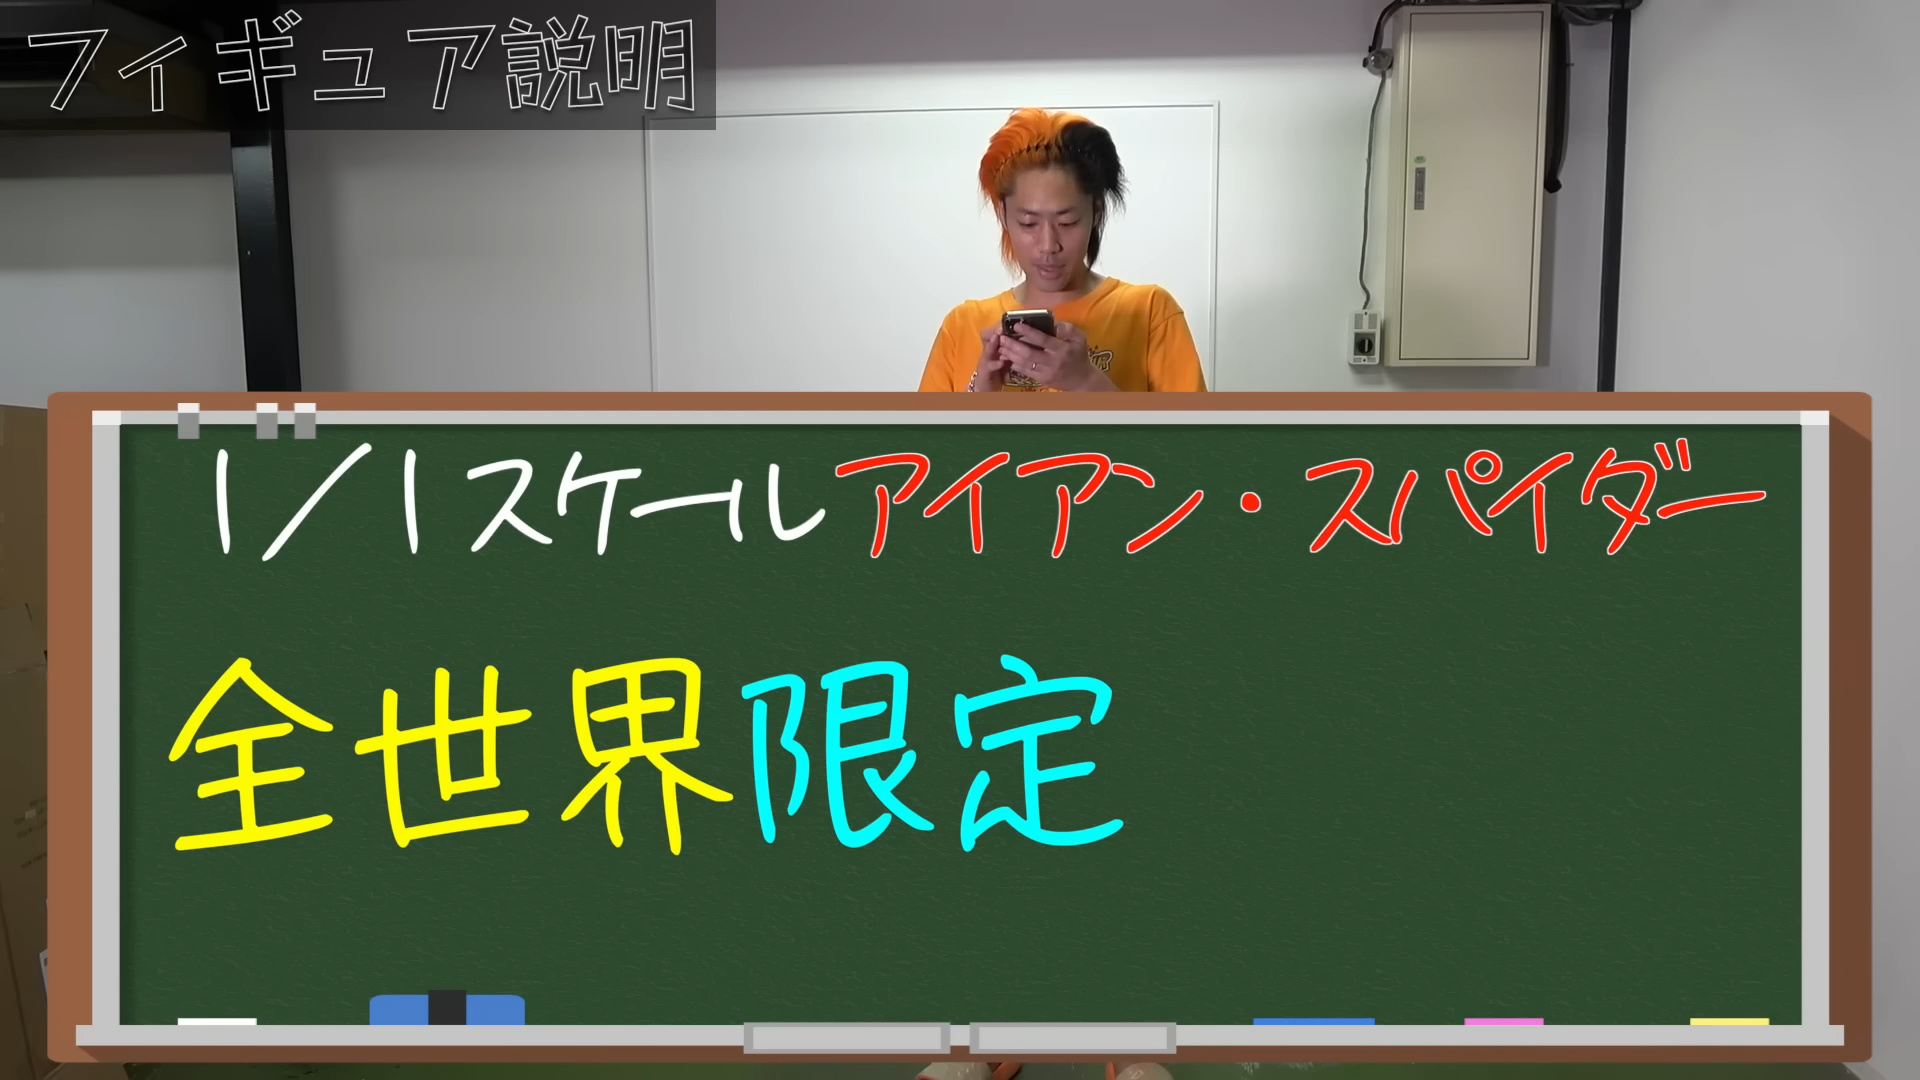 フィギュア説明
1/1スケールアイアン・スパイダー
全世界限定